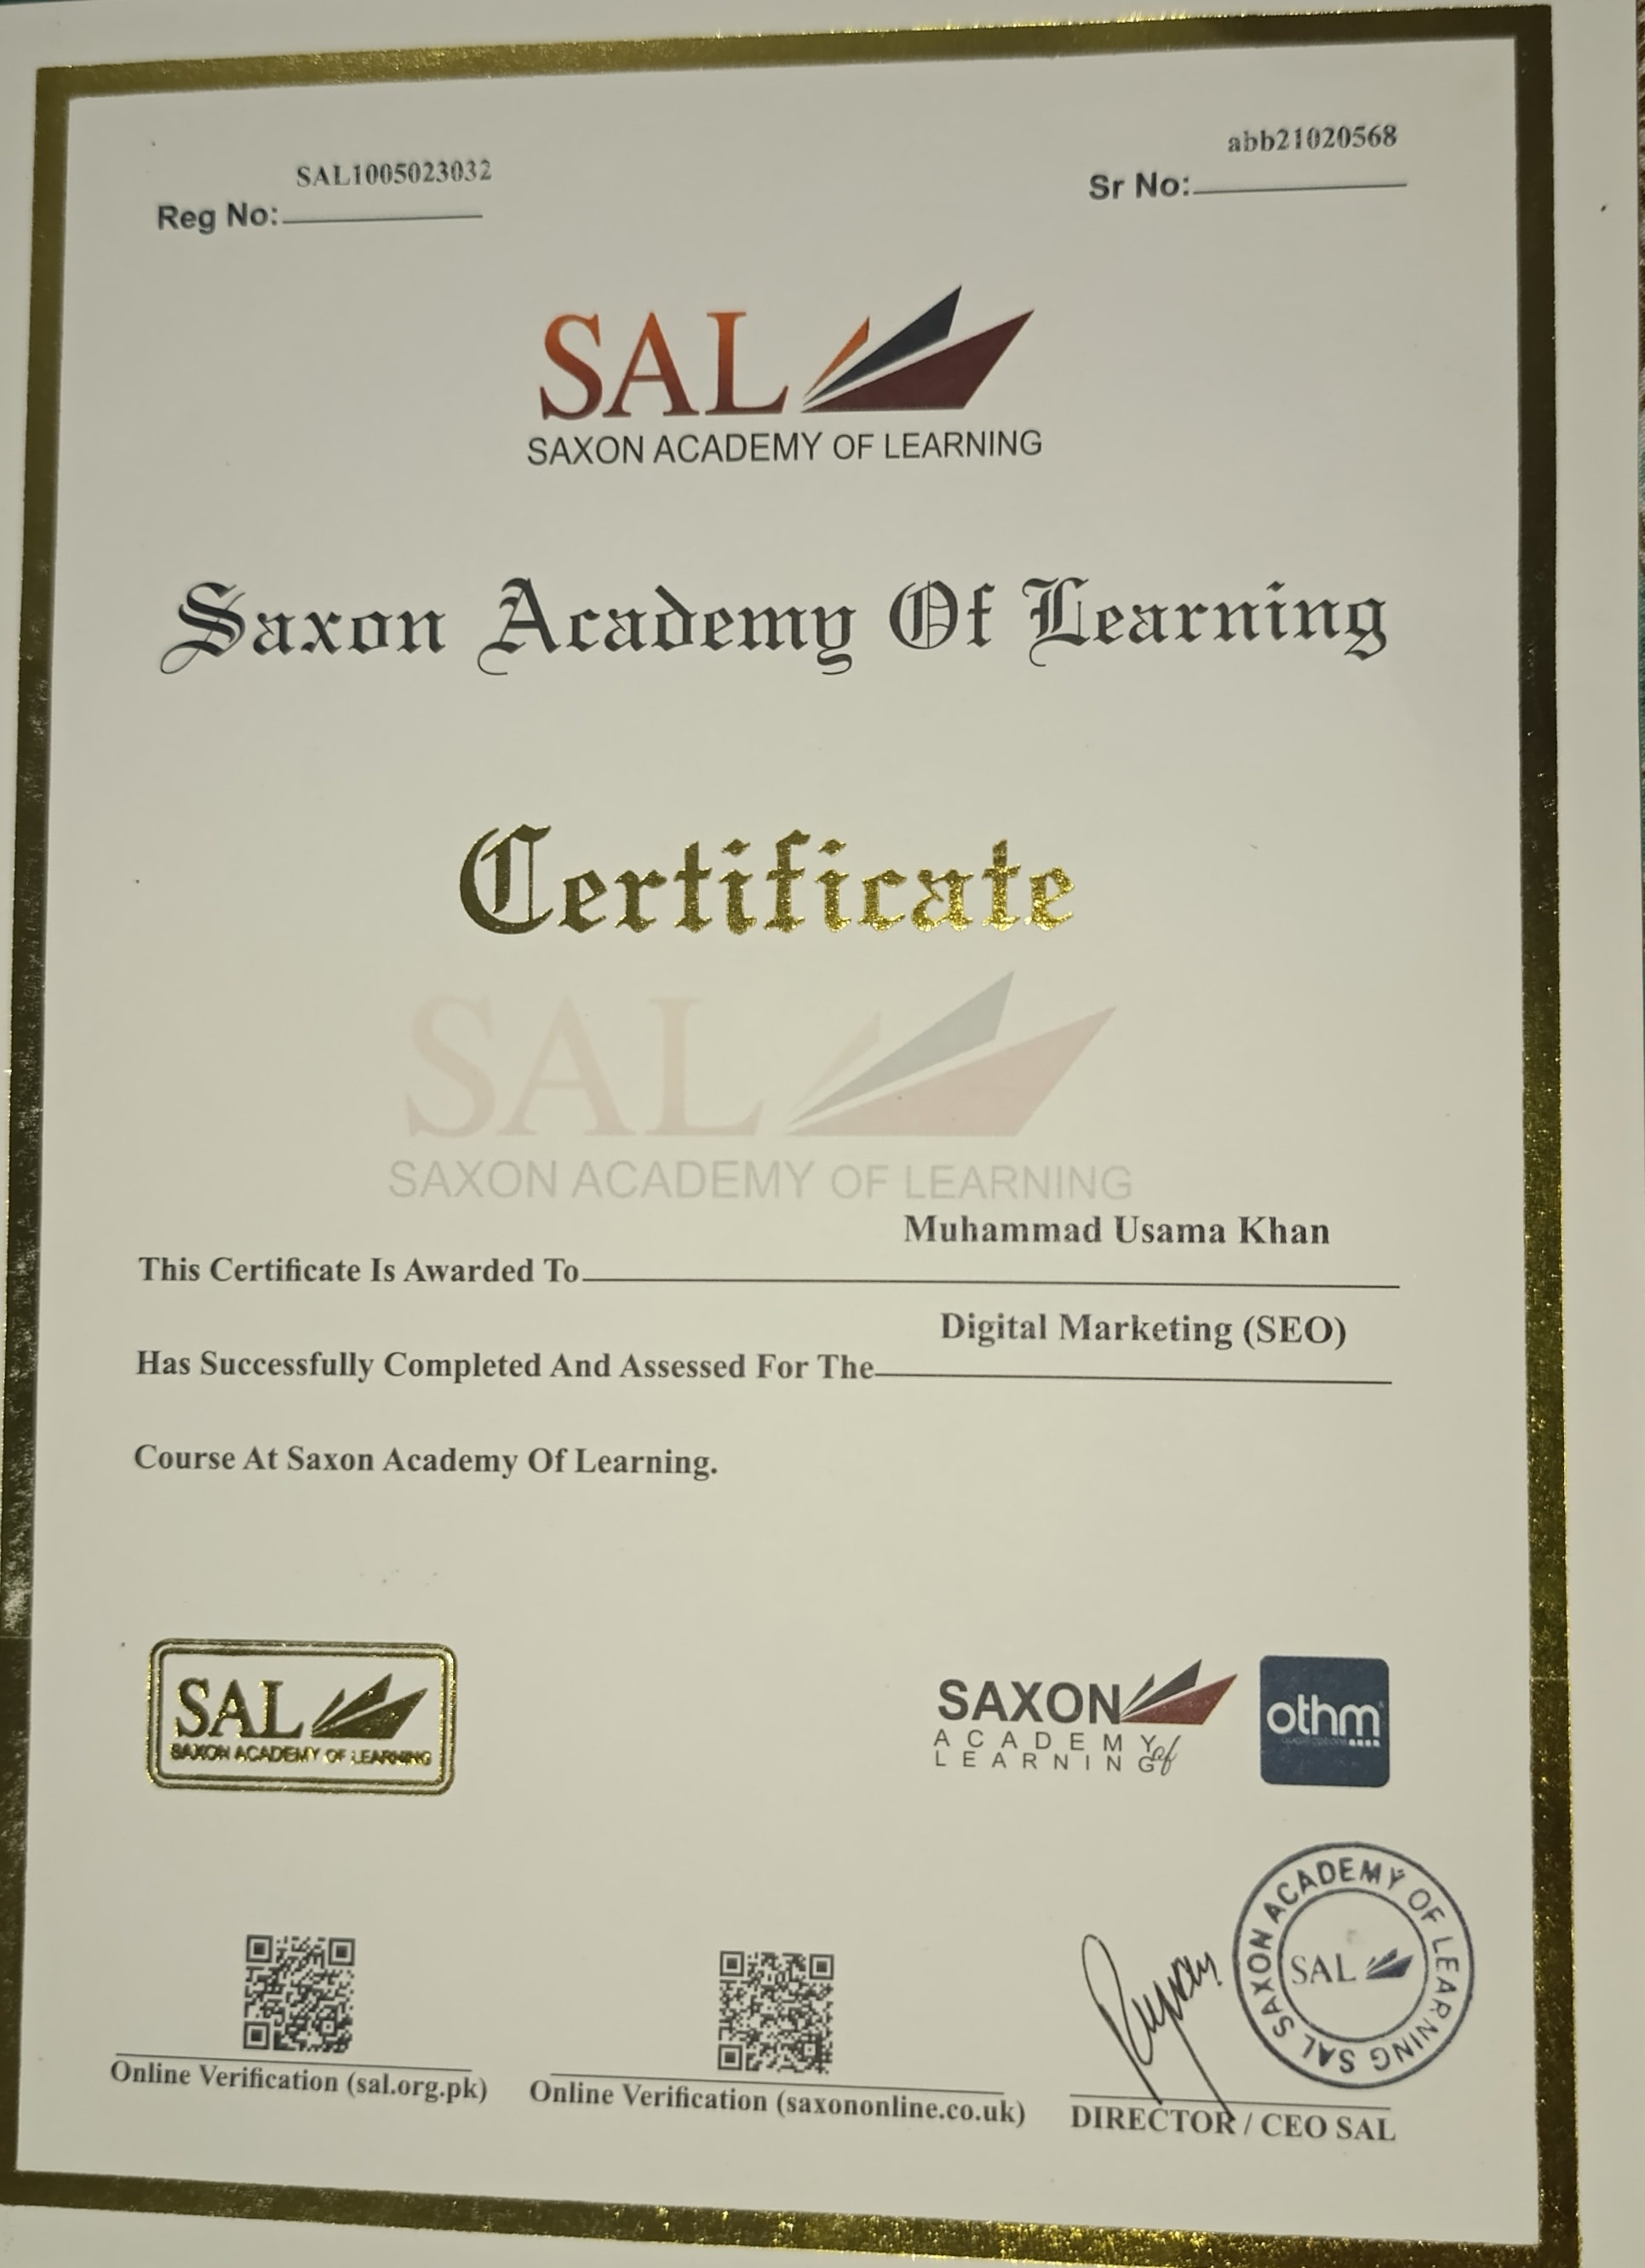 SAL1005023032
Reg No:
abb21020568
Sr No:
SAL
SAXON ACADEMY OF LEARNING
Saxon Academy Of Learning
Certificate
SAL
SAXON ACADEMY OF LEARNING
Muhammad Usama Khan
This Certificate Is Awarded To
Digital Marketing (SEO)
Has Successfully Completed And Assessed For The
Course At Saxon Academy Of Learning.
SAL
SAXON ACADEMY OF LEARNING
SAXON
ACADEMY of
LEARNING
othm
SAXON ACADEMY OF LEARNING SAL
SAL
Online Verification (sal.org.pk)
Online Verification (saxononline.co.uk)
DIRECTOR / CEO SAL